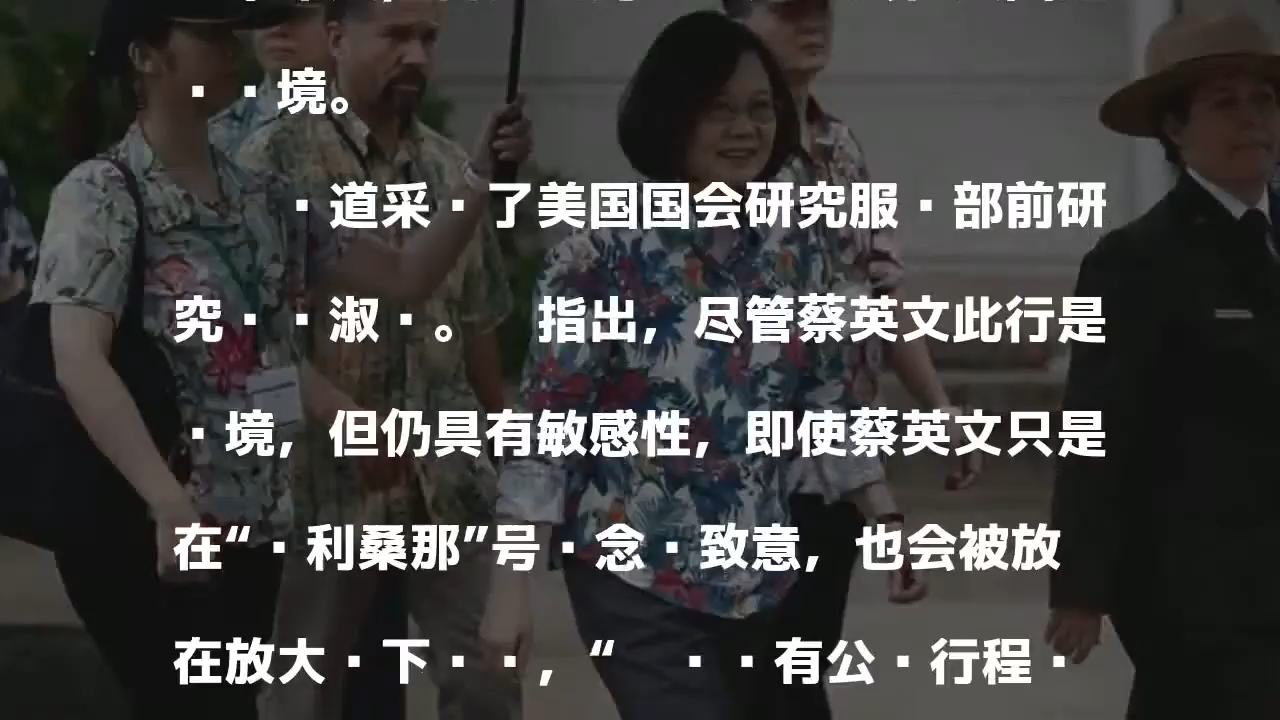 ··境。
·道采·了美国国会研究服·部前研
究··淑·。 指出，尽管蔡英文此行是
·境，但仍具有敏感性，即使蔡英文只是
在“·利桑那”号·念·致意，也会被放
在放大·下··，“ ··有公·行程·